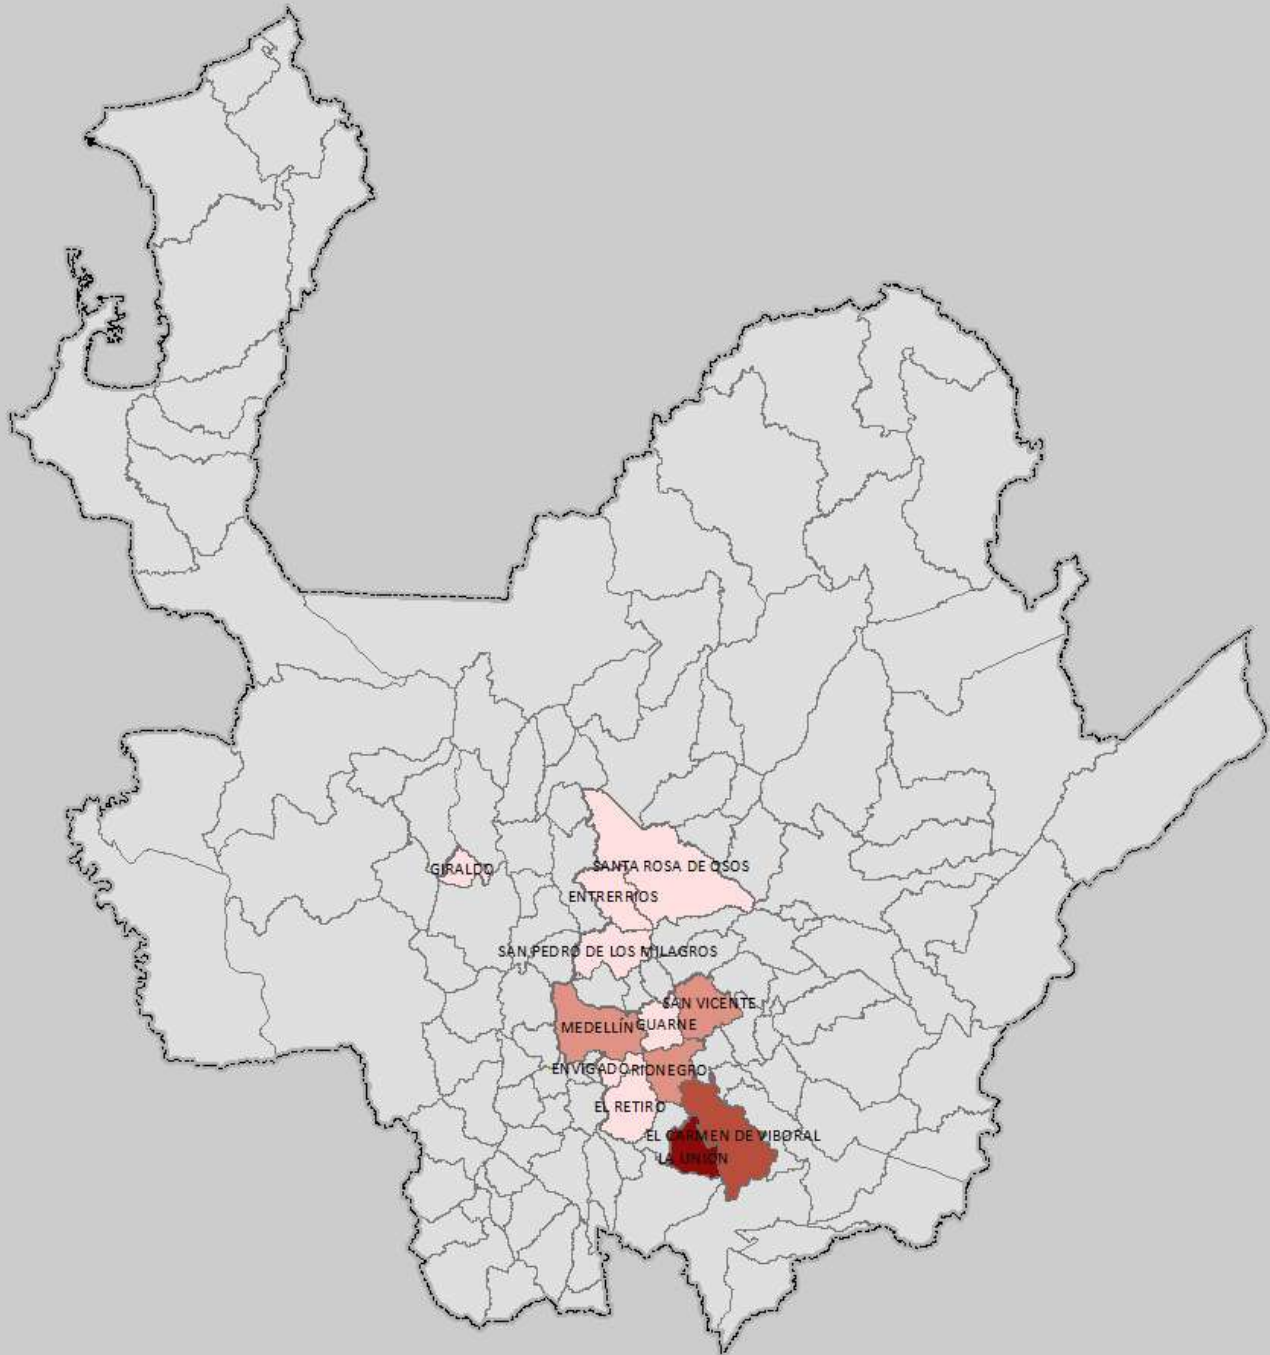 SANTA ROSA DE OSOS
GIRALDO
ENTRERRIOS
SAN PEDRO DE LOS MILAGROS
SAN VICENTE
MEDELLÍN
GUARNE
ENVIGADO
RIONEGRO
EL RETIRO
EL CARMEN DE VIBORAL
LA UNIÓN